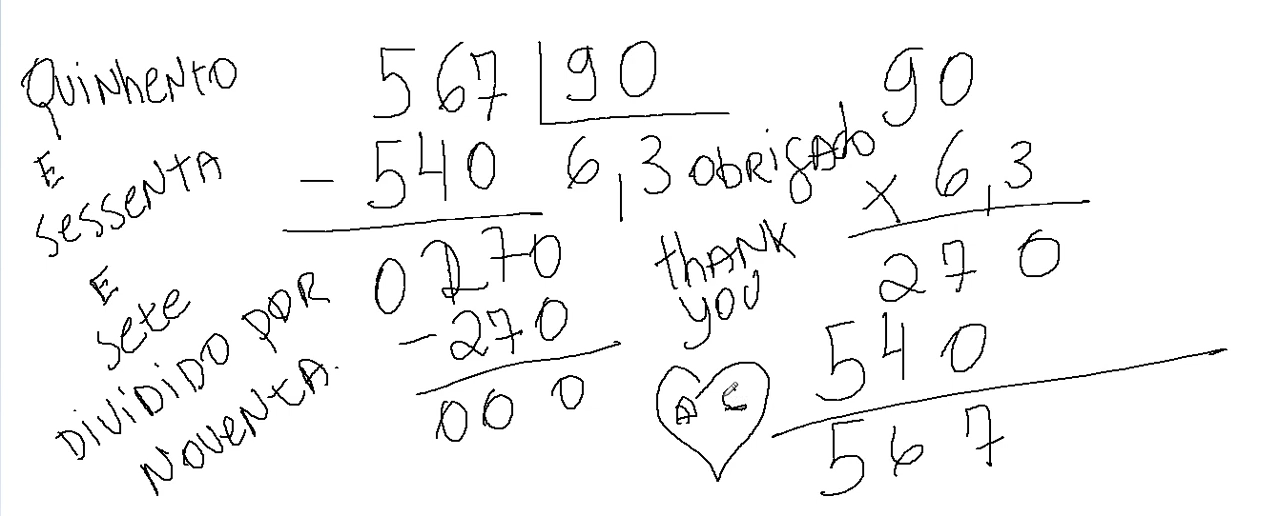 QUINHENTO
E
SESSENTA
E
SETE
DIVIDIDO POR
NOVENTA.
567 90
- 540 6,3 OBRIGADO
0270
- 270
000
THANK
YOU
A C
90
x 6,3
270
540
567